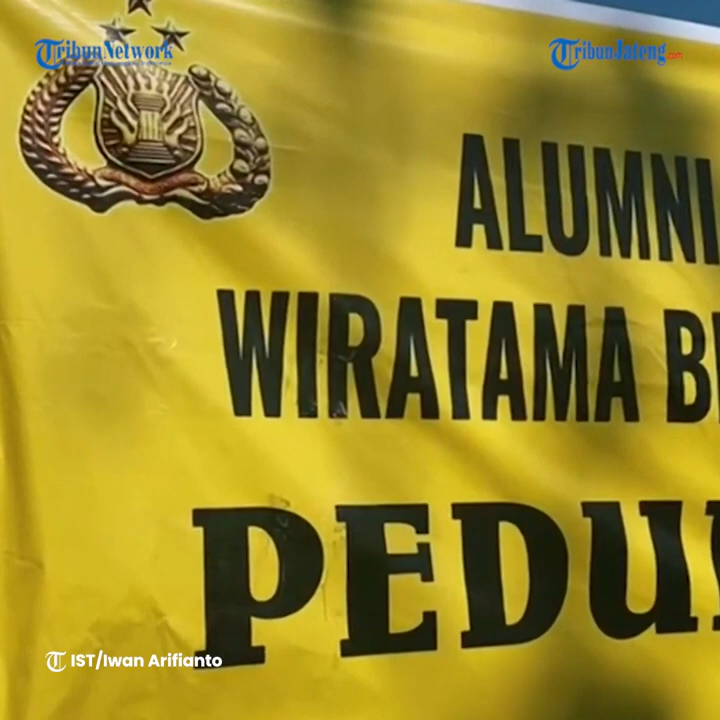 TribunNetwork
TribunJateng.com
ALUMNI
WIRATAMA
PEDU
IST/Iwan Arifianto